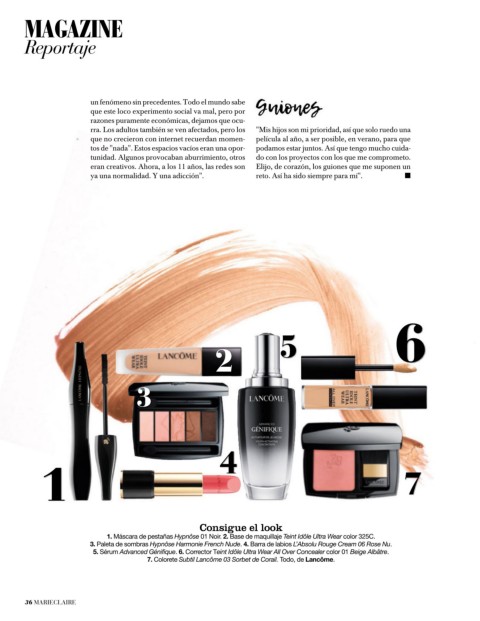 MAGAZINE
Reportaje
un fenómeno sin precedentes. Todo el mundo sabe
que este loco experimento social va mal, pero por
razones puramente económicas, dejamos que ocu-
rra. Los adultos también se ven afectados, pero los
que no crecieron con internet recuerdan momen-
tos de "nada". Estos espacios vacíos eran una opor-
tunidad. Algunos provocaban aburrimiento, otros
eran creativos. Ahora, a los 11 años, las redes son
ya una normalidad. Y una adicción".
Guiones
"Mis hijos son mi prioridad, así que solo ruedo una
película al año, a ser posible, en verano, para que
podamos estar juntos. Así que tengo mucho cuida-
do con los proyectos con los que me comprometo.
Elijo, de corazón, los guiones que me suponen un
reto. Así ha sido siempre para mí".
1
2
LANCÔME
3
4
5
LANCÔME
GÉNIFIQUE
6
7
Consigue el look
1. Máscara de pestañas Hypnôse 01 Noir. 2. Base de maquillaje Teint Idôle Ultra Wear color 325C.
3. Paleta de sombras Hypnôse Harmonie French Nude. 4. Barra de labios L'Absolu Rouge Cream 06 Rose Nu.
5. Sérum Advanced Génifique. 6. Corrector Teint Idôle Ultra Wear All Over Concealer color 01 Beige Albâtre.
7. Colorete Subtil Lancôme 03 Sorbet de Corail. Todo, de Lancôme.
36 MARIECLAIRE